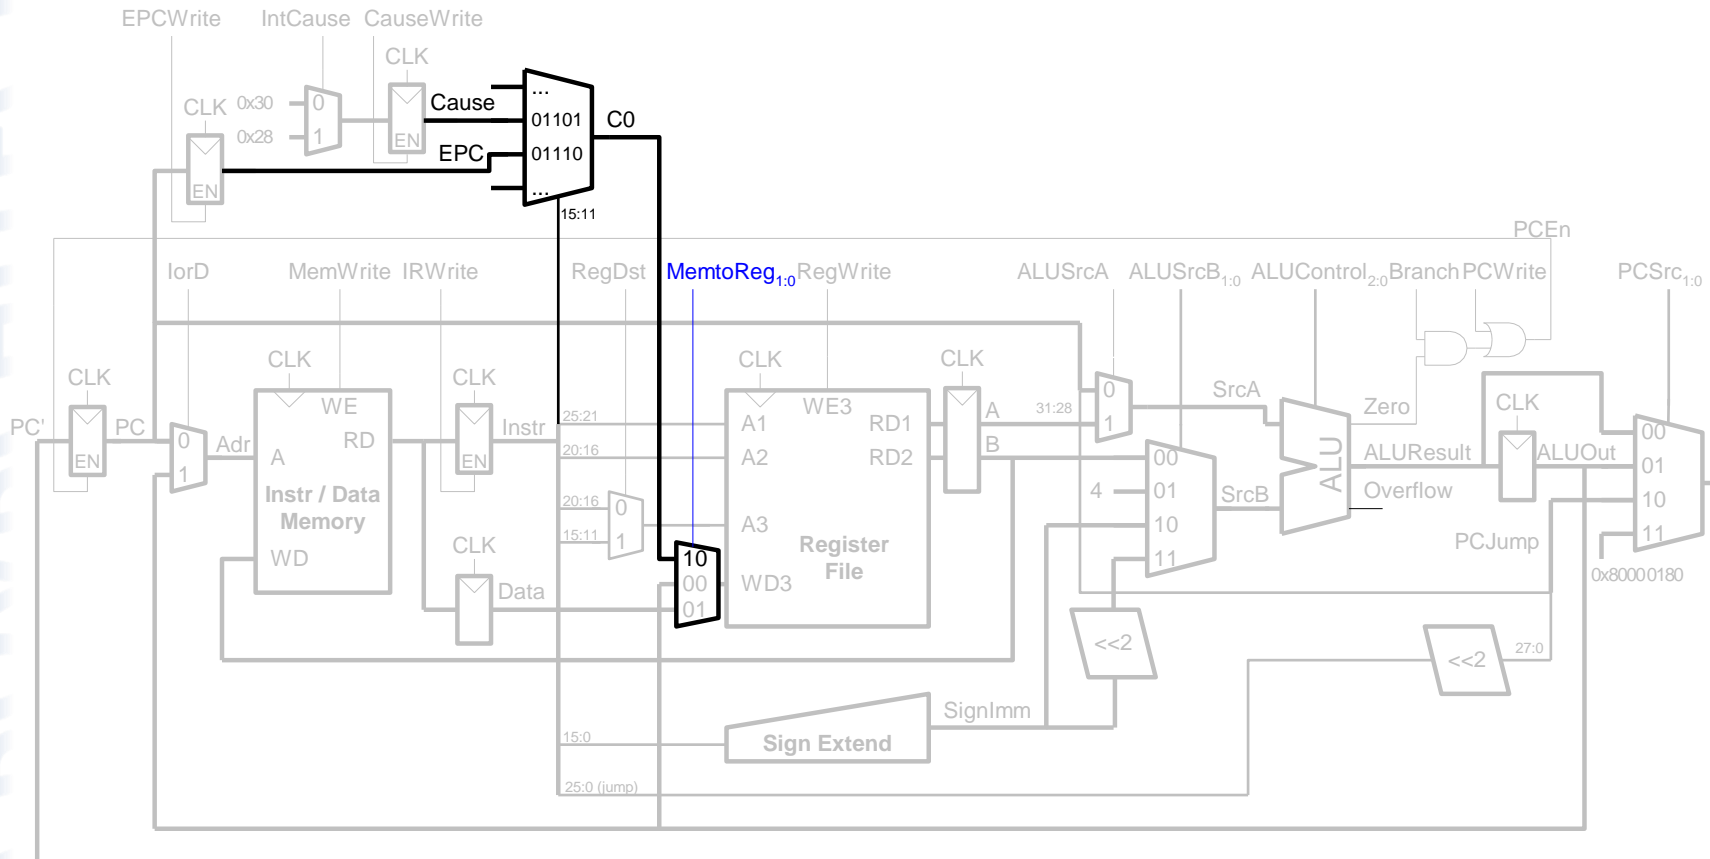 EPCWrite IntCause CauseWrite
CLK
CLK 0x30 0 Cause ... C0
0x28 1 EN 01101
EPC 01110
EN ...
15:11
PCEn
IorD MemWrite IRWrite RegDst MemtoReg1:0 RegWrite ALUSrcA ALUSrcB1:0 ALUControl2:0 Branch PCWrite PCSrc1:0
CLK CLK CLK CLK CLK
PC' PC 0 Adr 1 EN
WE RD A
Instr / Data
Memory
WD
EN Instr
CLK
Data
25:21
20:16
20:16 0
15:11 1
10
00
01
WE3
A1 RD1
A2 RD2
A3
Register
File
WD3
A
B
31:28 0
1
SrcA
00
4 01
10
11
SrcB
ALU
Zero
ALUResult
Overflow
CLK
ALUOut
00
01
10
11
PCJump
0x80000180
<<2
<<2 27:0
SignImm
15:0 Sign Extend
25:0 (jump)